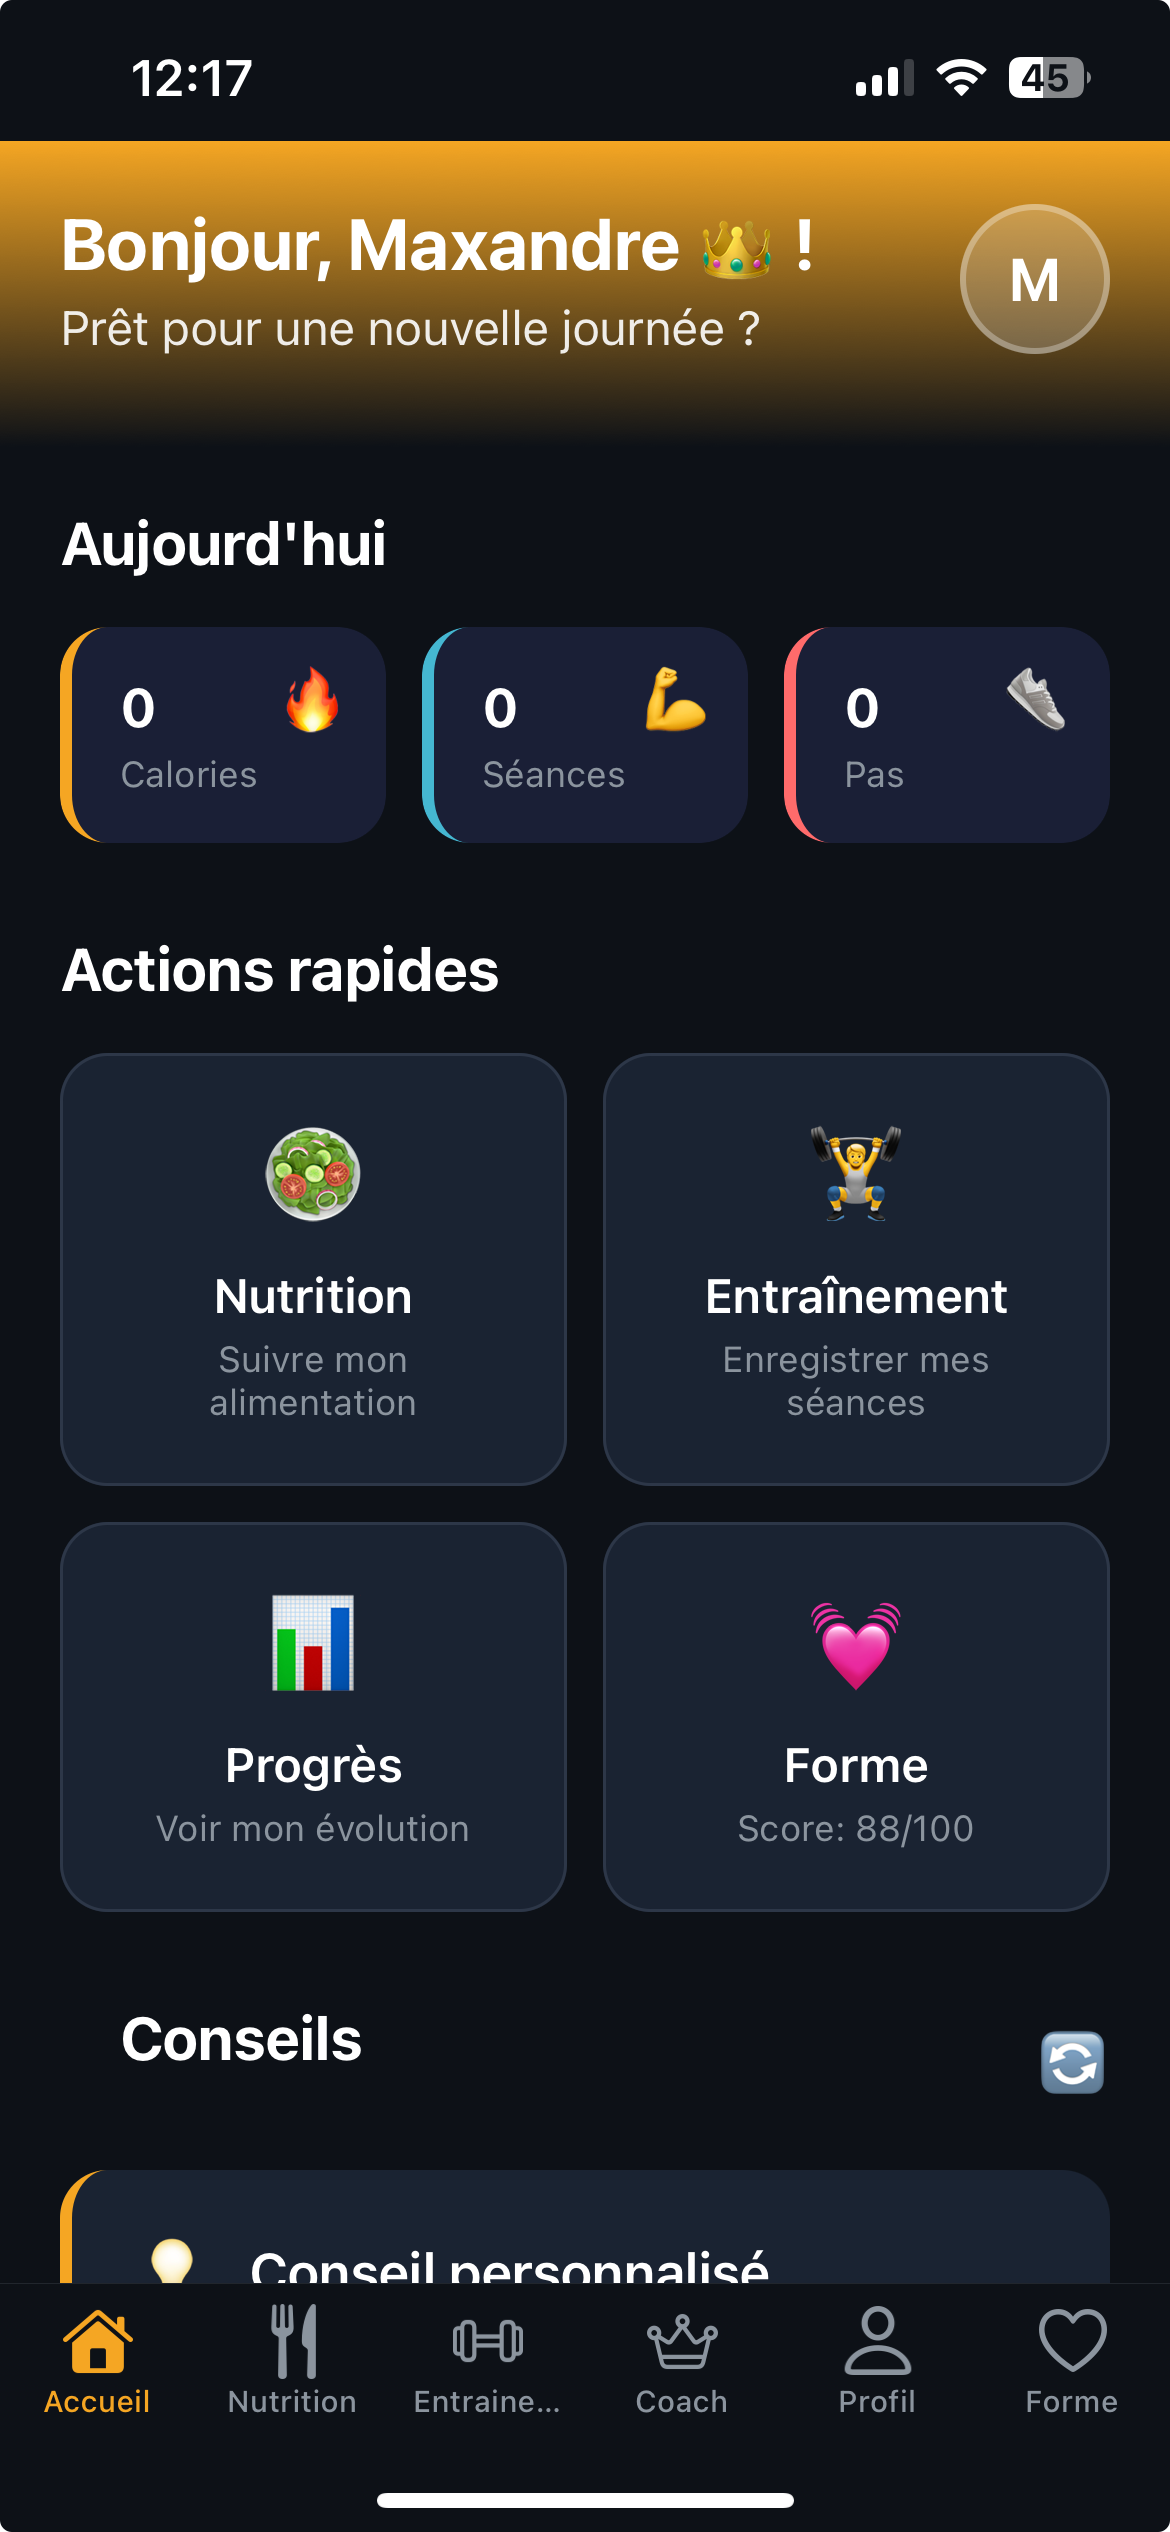 12:17
45
Bonjour, Maxandre 👑 !
M
Prêt pour une nouvelle journée ?
Aujourd'hui
0
0
0
Calories
Séances
Pas
Actions rapides
Nutrition
Suivre mon
alimentation
Entraînement
Enregistrer mes
séances
Progrès
Voir mon évolution
Forme
Score: 88/100
Conseils
Conseil personnalisé
Accueil
Nutrition
Entraine...
Coach
Profil
Forme